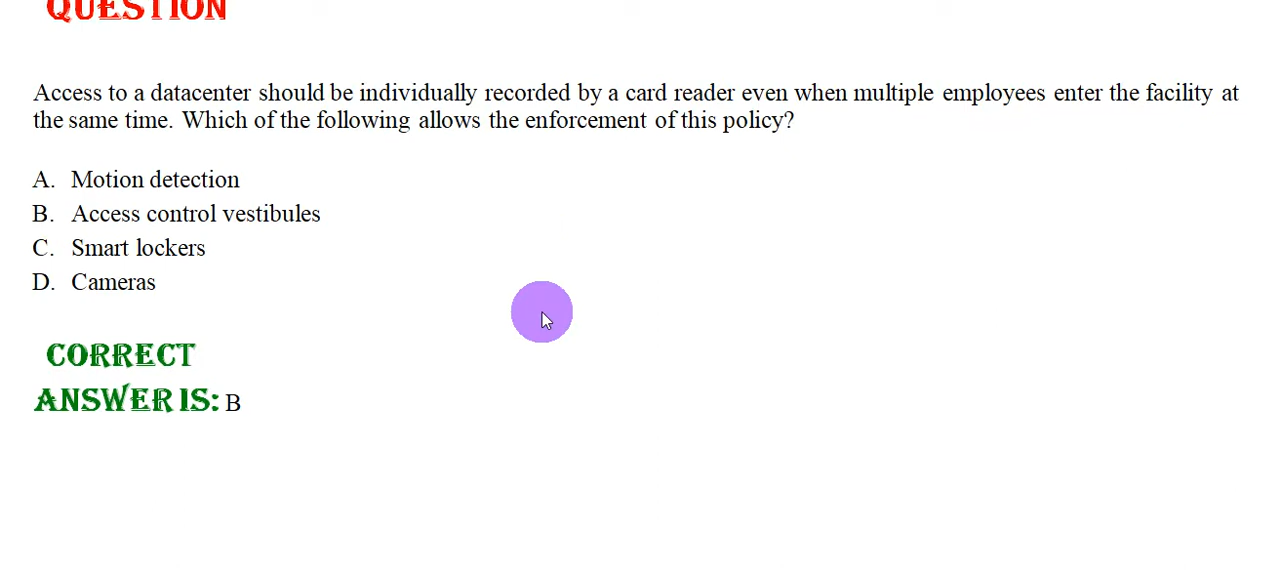 QUESTION
Access to a datacenter should be individually recorded by a card reader even when multiple employees enter the facility at
the same time. Which of the following allows the enforcement of this policy?
A. Motion detection
B. Access control vestibules
C. Smart lockers
D. Cameras
CORRECT
ANSWER IS: B